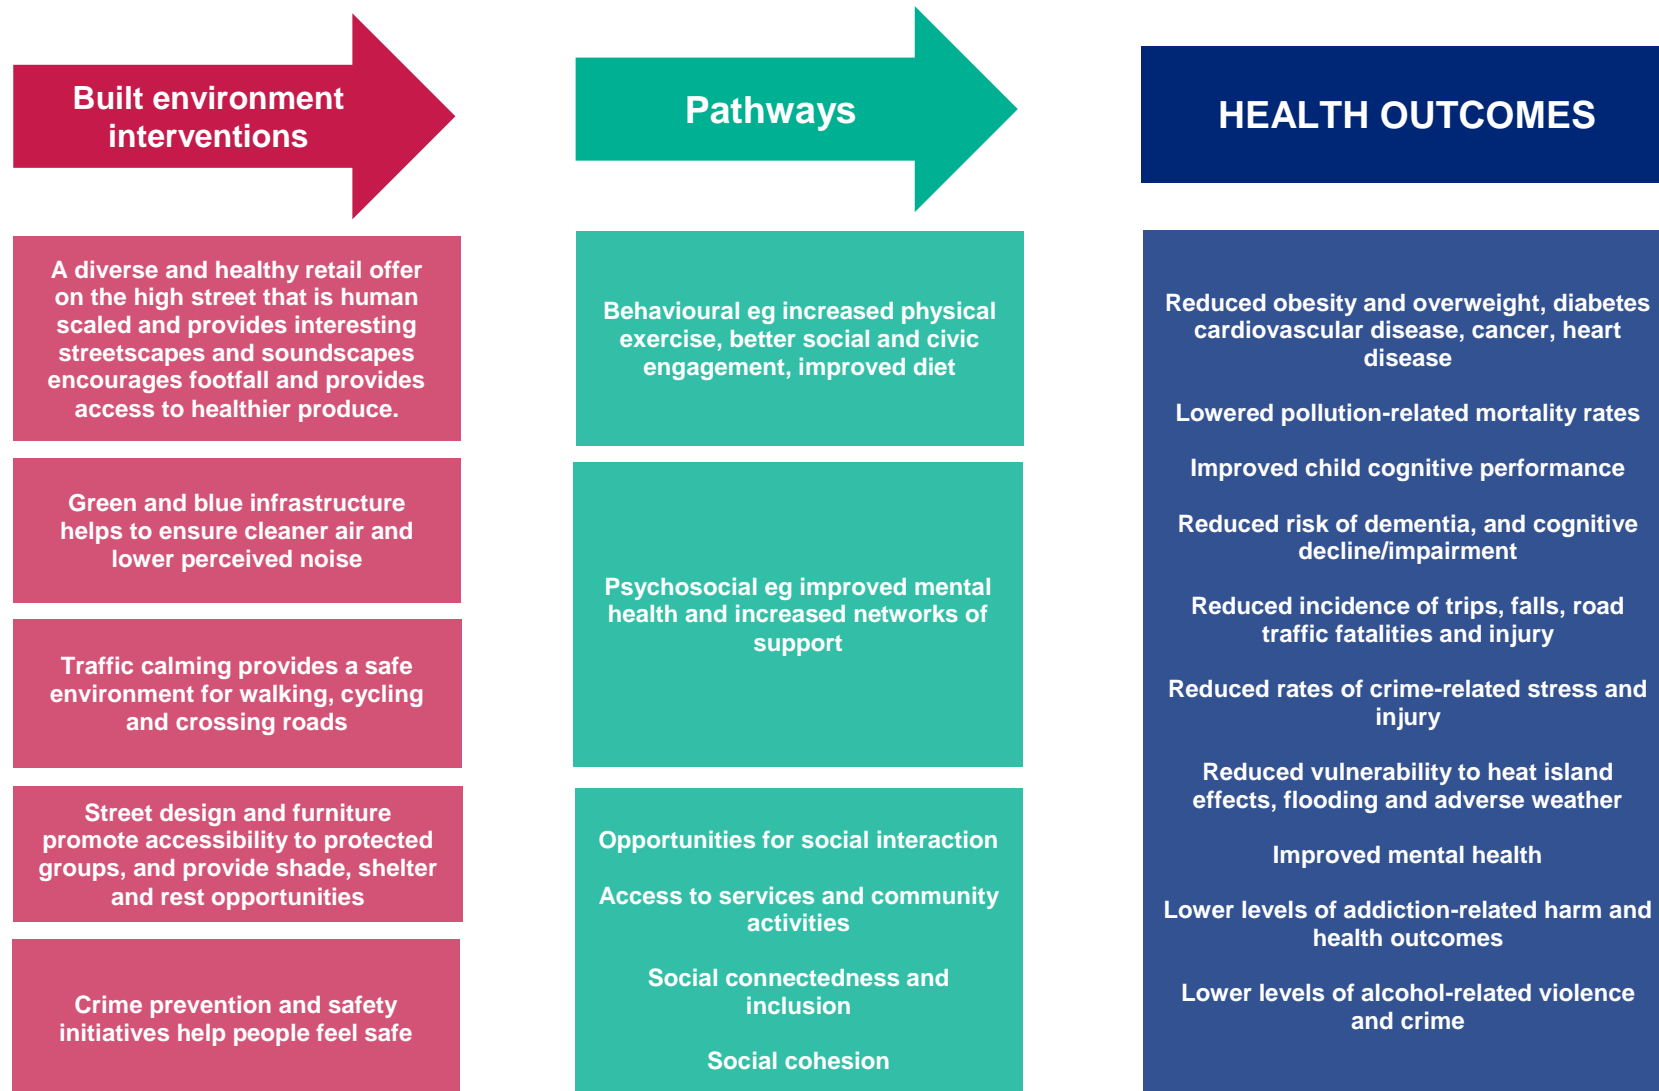 Built environment
interventions
A diverse and healthy retail offer
on the high street that is human
scaled and provides interesting
streetscapes and soundscapes
encourages footfall and provides
access to healthier produce.
Green and blue infrastructure
helps to ensure cleaner air and
lower perceived noise
Traffic calming provides a safe
environment for walking, cycling
and crossing roads
Street design and furniture
promote accessibility to protected
groups, and provide shade, shelter
and rest opportunities
Crime prevention and safety
initiatives help people feel safe
Pathways
Behavioural eg increased physical
exercise, better social and civic
engagement, improved diet
Psychosocial eg improved mental
health and increased networks of
support
Opportunities for social interaction
Access to services and community
activities
Social connectedness and
inclusion
Social cohesion
HEALTH OUTCOMES
Reduced obesity and overweight, diabetes
cardiovascular disease, cancer, heart
disease
Lowered pollution-related mortality rates
Improved child cognitive performance
Reduced risk of dementia, and cognitive
decline/impairment
Reduced incidence of trips, falls, road
traffic fatalities and injury
Reduced rates of crime-related stress and
injury
Reduced vulnerability to heat island
effects, flooding and adverse weather
Improved mental health
Lower levels of addiction-related harm and
health outcomes
Lower levels of alcohol-related violence
and crime